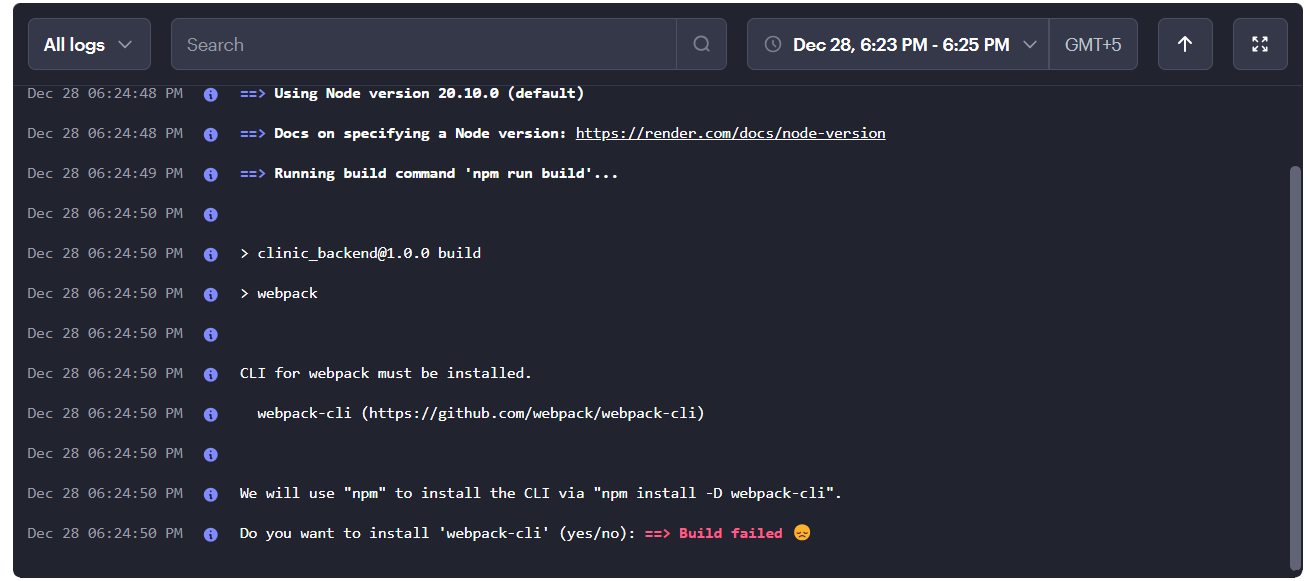 All logs
Search
Dec 28, 6:23 PM - 6:25 PM
GMT+5
Dec 28 06:24:48 PM ==> Using Node version 20.10.0 (default)
Dec 28 06:24:48 PM ==> Docs on specifying a Node version: https://render.com/docs/node-version
Dec 28 06:24:49 PM ==> Running build command 'npm run build'...
Dec 28 06:24:50 PM
Dec 28 06:24:50 PM > clinic_backend@1.0.0 build
Dec 28 06:24:50 PM > webpack
Dec 28 06:24:50 PM
Dec 28 06:24:50 PM CLI for webpack must be installed.
Dec 28 06:24:50 PM webpack-cli (https://github.com/webpack/webpack-cli)
Dec 28 06:24:50 PM
Dec 28 06:24:50 PM We will use "npm" to install the CLI via "npm install -D webpack-cli".
Dec 28 06:24:50 PM Do you want to install 'webpack-cli' (yes/no): ==> Build failed 😞